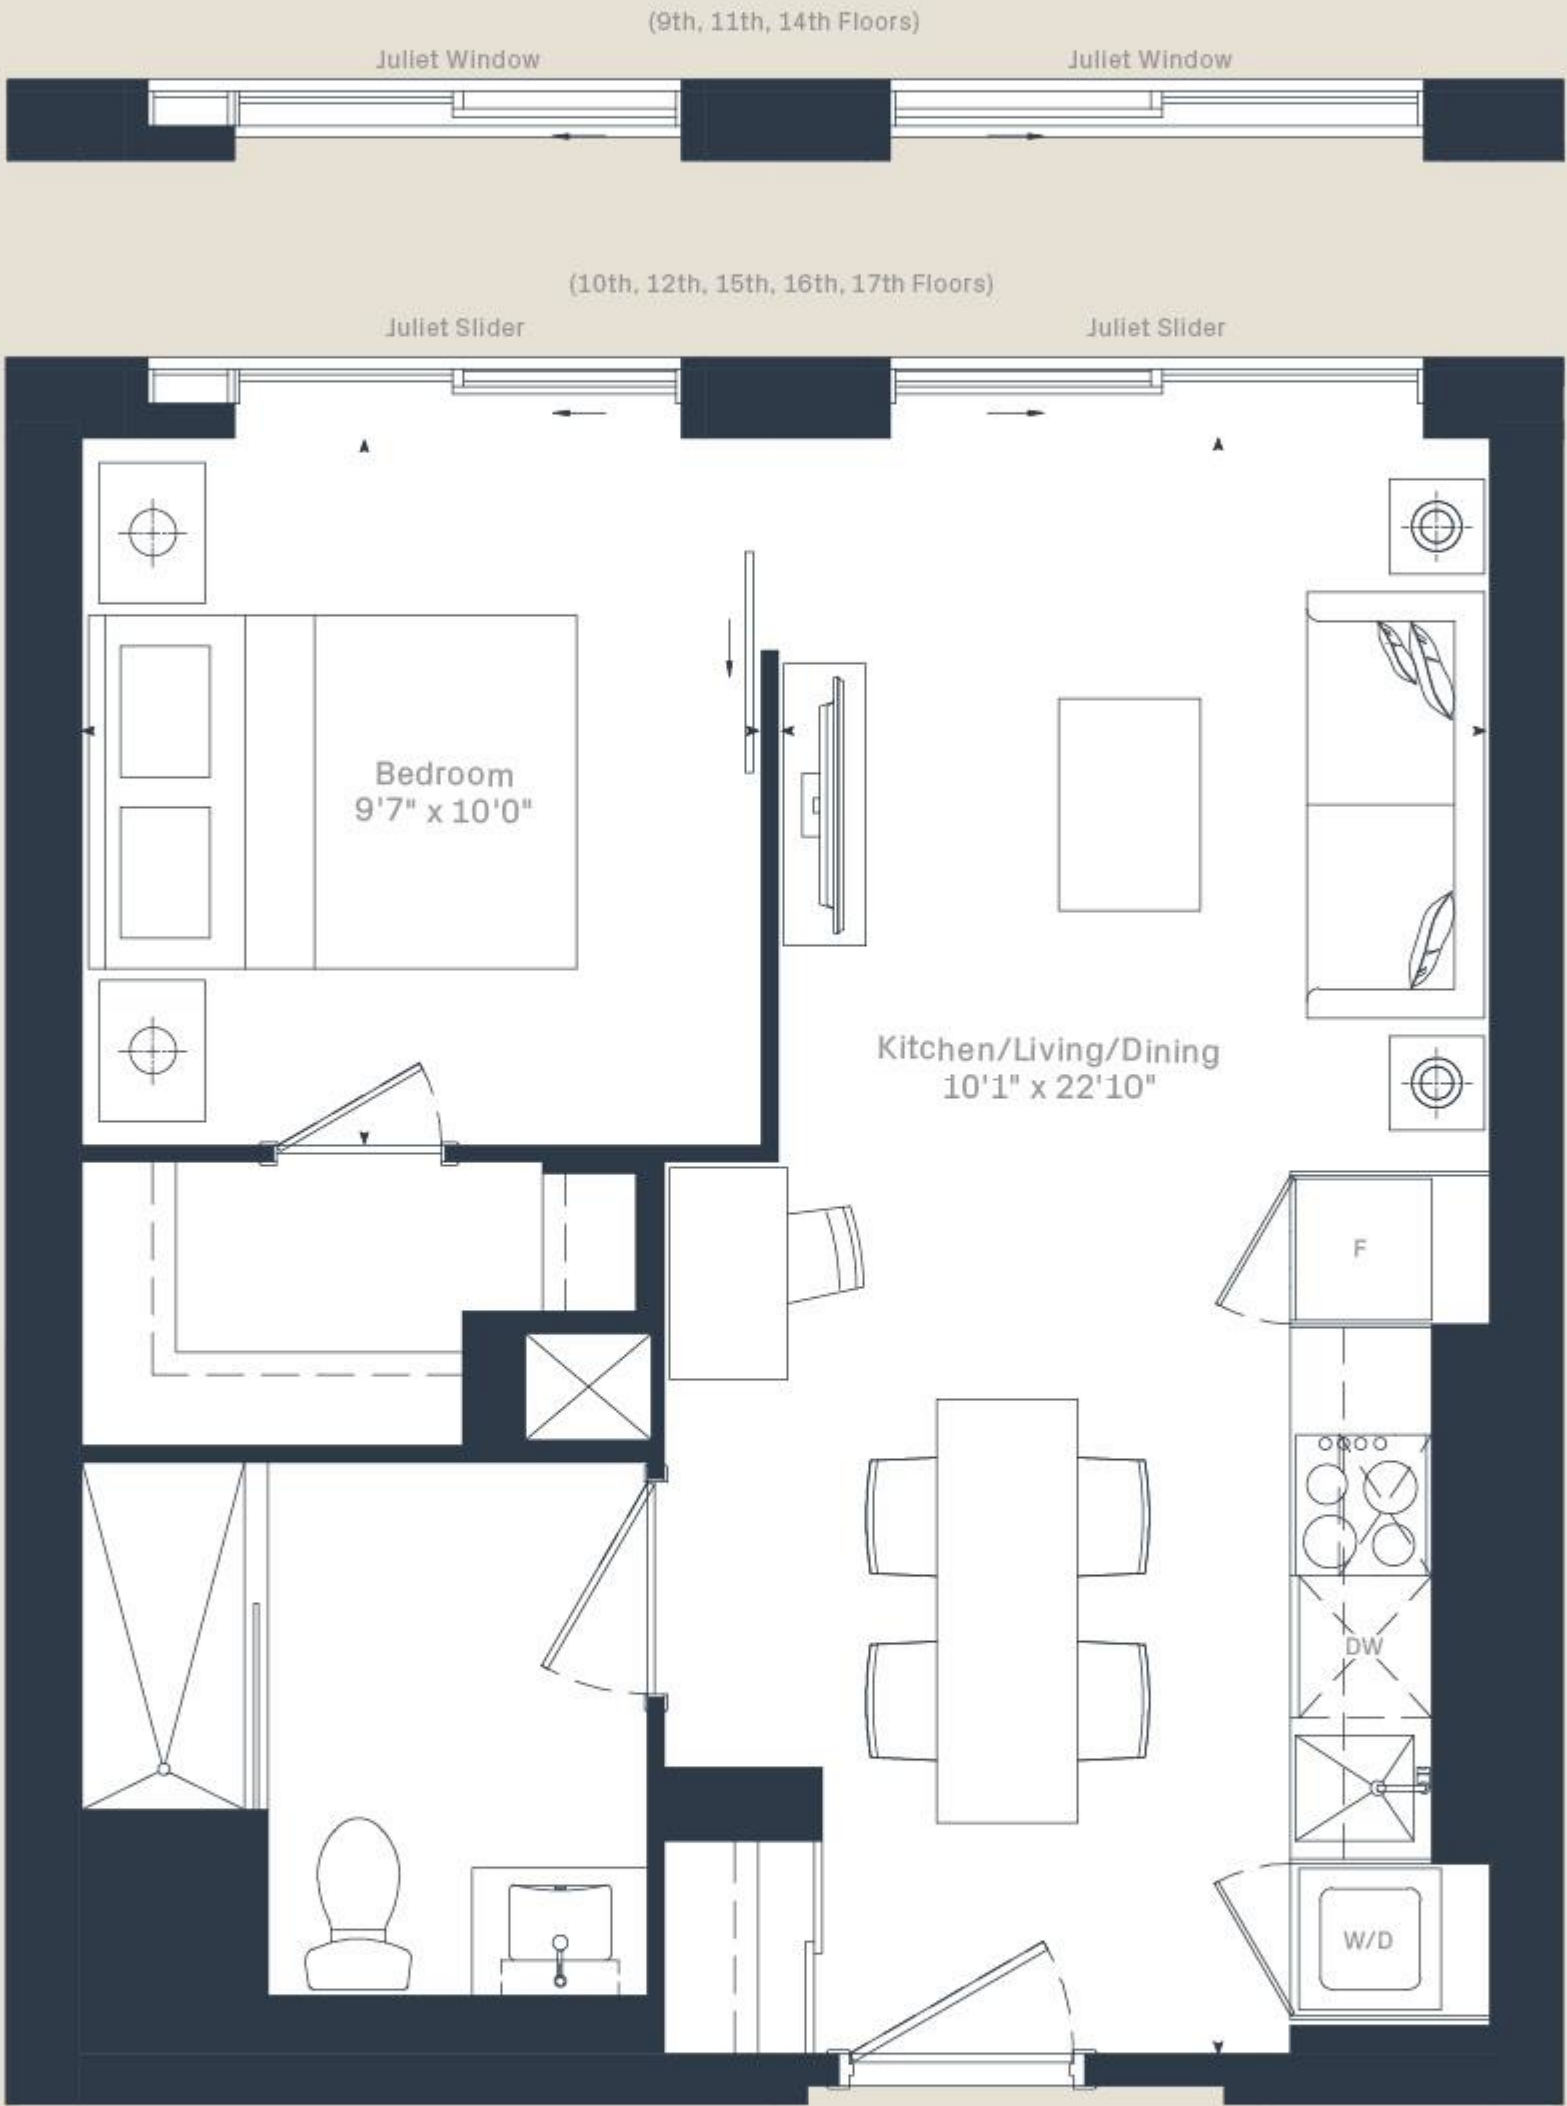 (9th, 11th, 14th Floors)
Juliet Window
Juliet Window
(10th, 12th, 15th, 16th, 17th Floors)
Juliet Slider
Juliet Slider
Bedroom
9'7" x 10'0"
Kitchen/Living/Dining
10'1" x 22'10"
F
DW
W/D